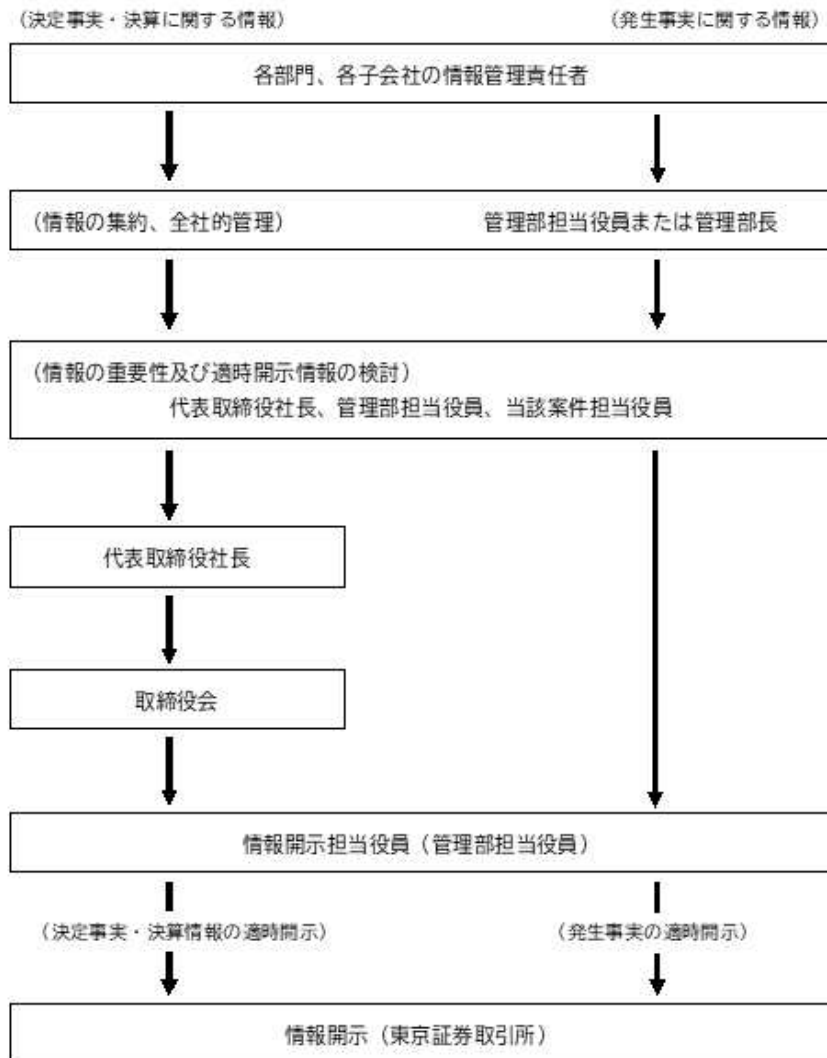 （決定事実・決算に関する情報）
（発生事実に関する情報）
各部門、各子会社の情報管理責任者
（情報の集約、全社的管理）
管理部担当役員または管理部長
（情報の重要性及び適時開示情報の検討）
代表取締役社長、管理部担当役員、当該案件担当役員
代表取締役社長
取締役会
情報開示担当役員（管理部担当役員）
（決定事実・決算情報の適時開示）
（発生事実の適時開示）
情報開示（東京証券取引所）